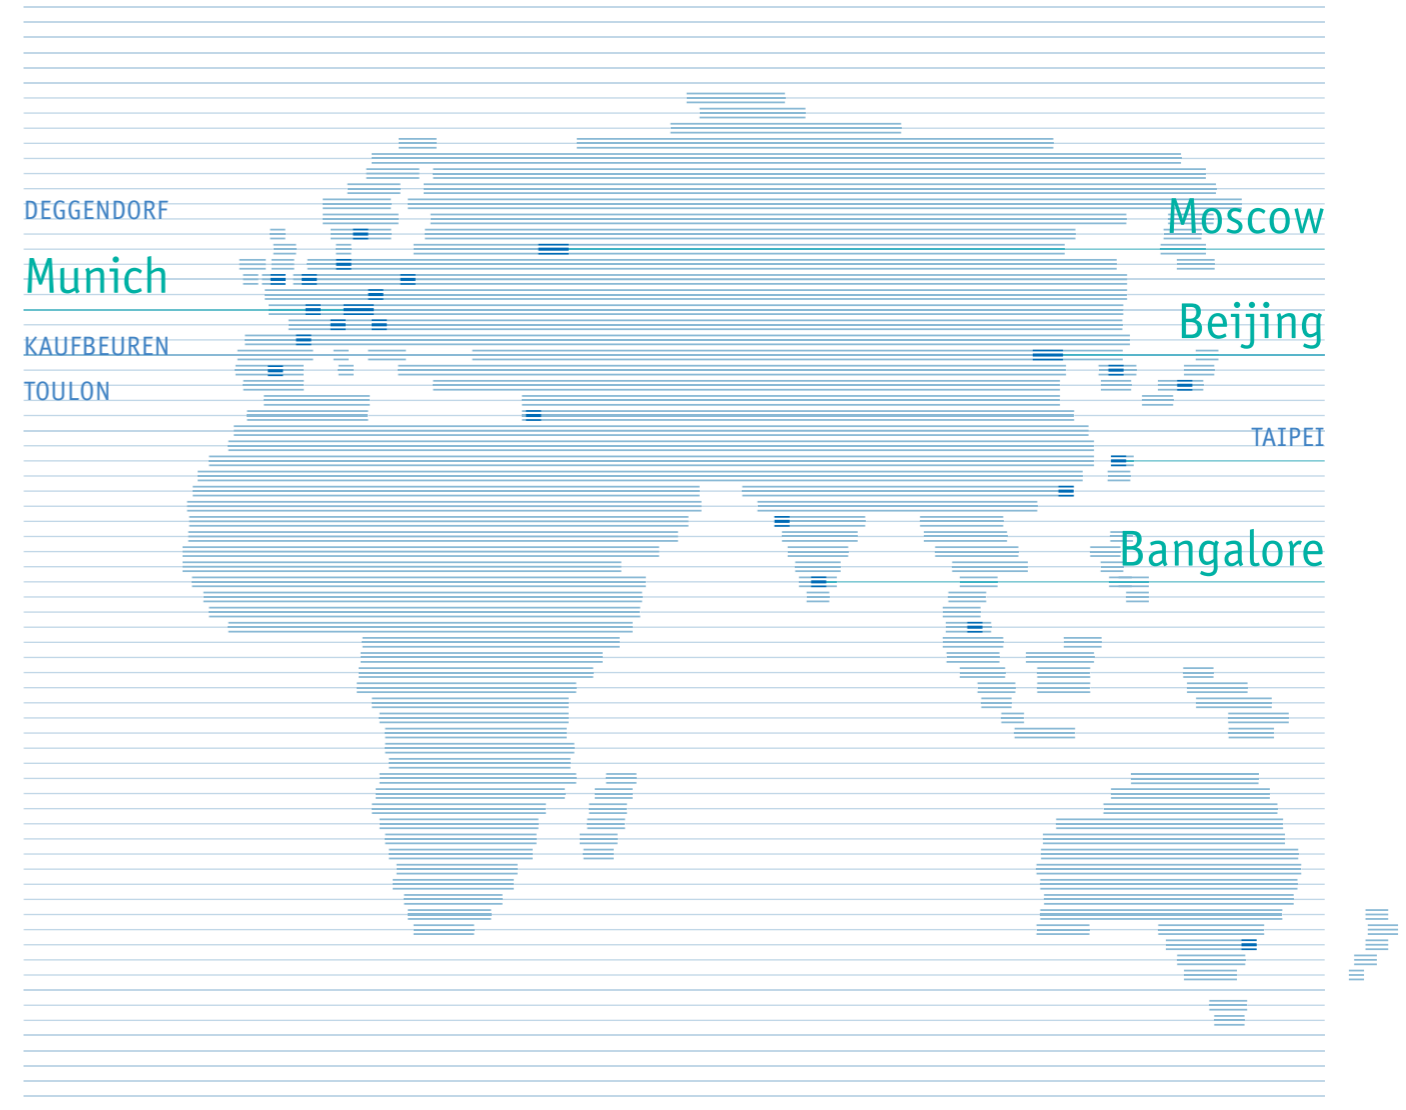 DEGGENDORF
Moscow
Munich
Beijing
KAUFBEUREN
TOULON
TAIPEI
Bangalore